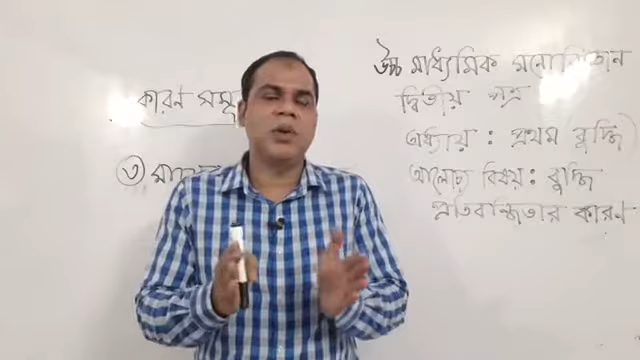 উচ্চ মাধ্যমিক মনোবিজ্ঞান
দ্বিতীয় পত্র
অধ্যায় : প্রথম (বুদ্ধি)
আলোচ্য বিষয় : বুদ্ধি
প্রতিবন্ধিতার কারণ
কারণ সমূহ
৩